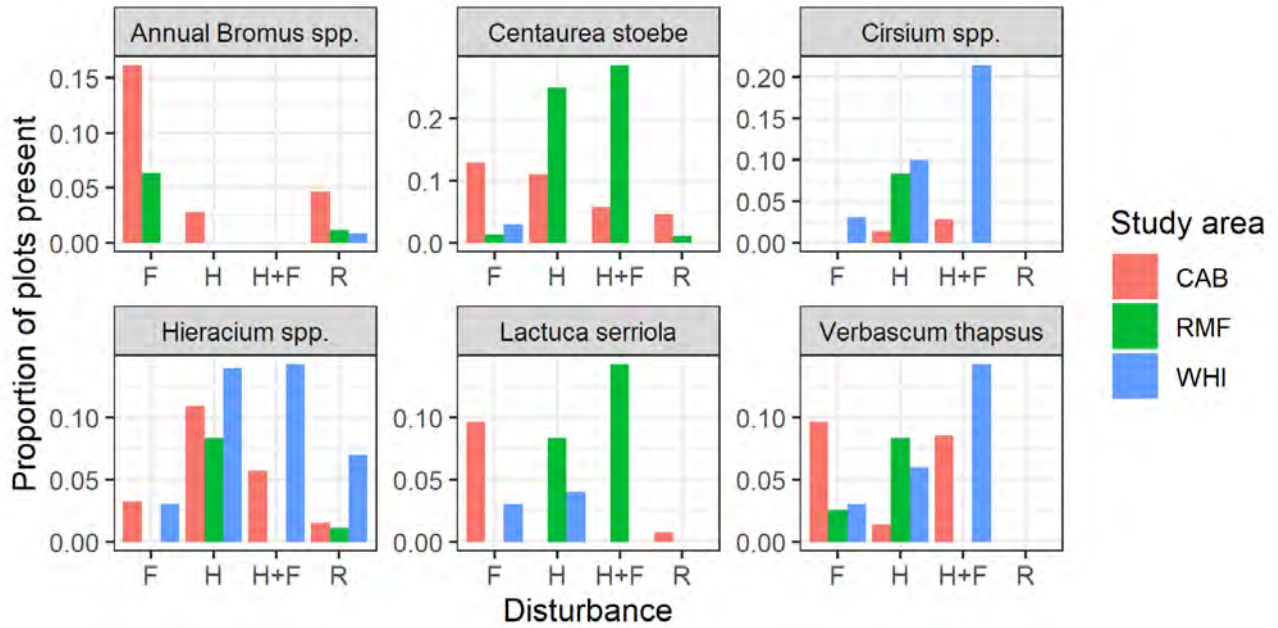 Annual Bromus spp.
Centaurea stoebe
Cirsium spp.
0.15
0.10
0.05
0.00
F H H+F R
0.2
0.1
0.0
F H H+F R
0.20
0.15
0.10
0.05
0.00
F H H+F R
Hieracium spp.
Lactuca serriola
Verbascum thapsus
0.10
0.05
0.00
F H H+F R
0.10
0.05
0.00
F H H+F R
0.10
0.05
0.00
F H H+F R
Proportion of plots present
Disturbance
Study area
CAB
RMF
WHI